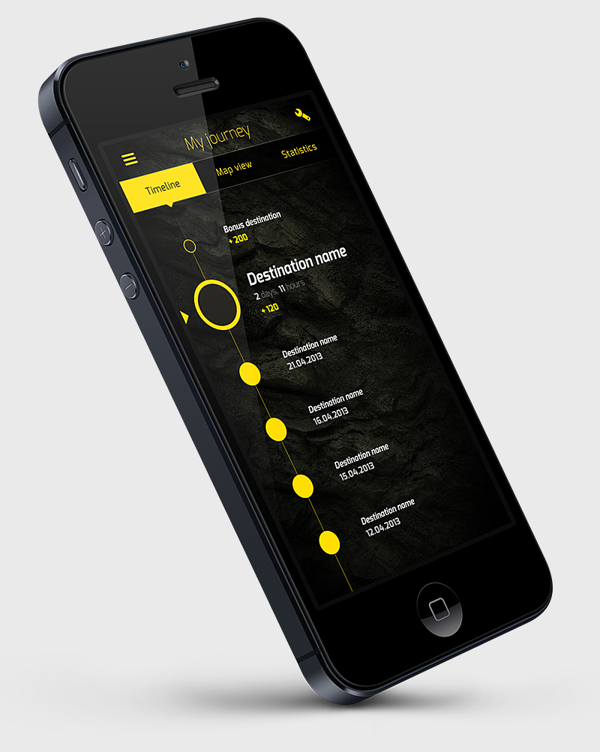 My journey
Timeline
Map view
Statistics
Bonus destination
+ 200
Destination name
2 days, 11 hours
+ 120
Destination name
21.04.2013
Destination name
16.04.2013
Destination name
15.04.2013
Destination name
12.04.2013